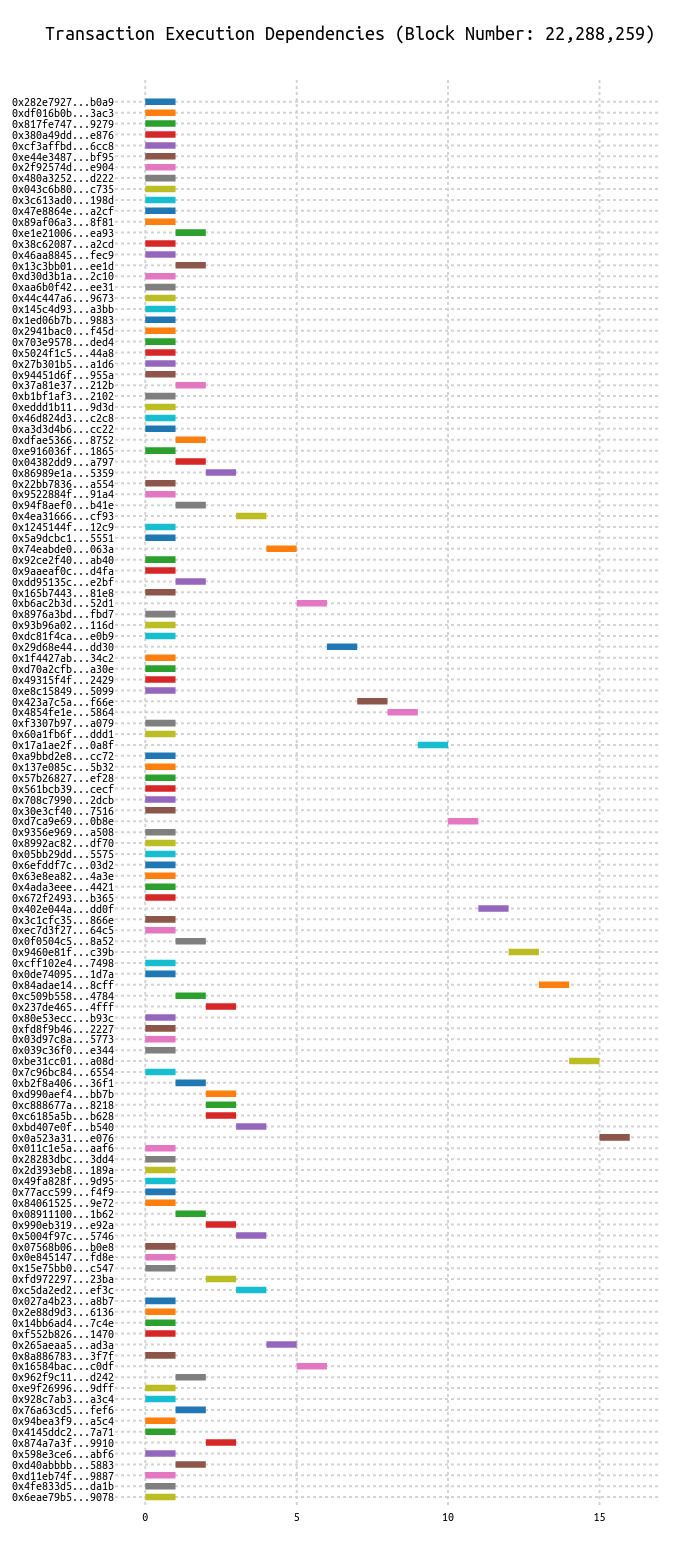 Transaction Execution Dependencies (Block Number: 22,288,259)
0x282e7927...b0a9
0xdf016b0b...3ac3
0x817fe747...9279
0x380a49dd...e876
0xcf3affbd...6cc8
0xe44e3487...bf95
0x2f92574d...e904
0x480a3252...d222
0x043c6b80...c735
0x3c613ad0...198d
0x47e8864e...a2cf
0x89af06a3...8f81
0xe1e21006...ea93
0x38c62087...a2cd
0x46aa8845...fec9
0x13c3bb01...ee1d
0xd30d3b1a...2c10
0xaa6b0f42...ee31
0x44c447a6...9673
0x145c4d93...a3bb
0x1ed06b7b...9883
0x2941bac0...f45d
0x703e9578...ded4
0x5024f1c5...44a8
0x27b301b5...a1d6
0x94451d6f...955a
0x37a81e37...212b
0xb1bf1af3...2102
0xeddd1b11...9d3d
0x46d824d3...c2c8
0xa3d3d4b6...cc22
0xdfae5366...8752
0xe916036f...1865
0x04382dd9...a797
0x86989e1a...5359
0x22bb7836...a554
0x9522884f...91a4
0x94f8aef0...b41e
0x4ea31666...cf93
0x1245144f...12c9
0x5a9dcbc1...5551
0x74eabde0...063a
0x92ce2f40...ab40
0x9aaeaf0c...d4fa
0xdd95135c...e2bf
0x165b7443...81e8
0xb6ac2b3d...52d1
0x8976a3bd...fbd7
0x93b96a02...116d
0xdc81f4ca...e0b9
0x29d68e44...dd30
0x1f4427ab...34c2
0xd70a2cfb...a30e
0x49315f4f...2429
0xe8c15849...5099
0x423a7c5a...f66e
0x4854fe1e...5864
0xf3307b97...a079
0x60a1fb6f...ddd1
0x17a1ae2f...0a8f
0xa9bbd2e8...cc72
0x137e085c...5b32
0x57b26827...ef28
0x561bcb39...cecf
0x708c7990...2dcb
0x30e3cf40...7516
0xd7ca9e69...0b8e
0x9356e969...a508
0x8992ac82...df70
0x05bb29dd...5575
0x6efddf7c...03d2
0x63e8ea82...4a3e
0x4ada3eee...4421
0x672f2493...b365
0x402e044a...dd0f
0x3c1cfc35...866e
0xec7d3f27...64c5
0x0f0504c5...8a52
0x9460e81f...c39b
0xcff102e4...7498
0x0de74095...1d7a
0x84adae14...8cff
0xc509b558...4784
0x237de465...4fff
0x80e53ecc...b93c
0xfd8f9b46...2227
0x03d97c8a...5773
0x039c36f0...e344
0xbe31cc01...a08d
0x7c96bc84...6554
0xb2f8a406...36f1
0xd990aef4...bb7b
0xc888677a...8218
0xc6185a5b...b628
0xbd407e0f...b540
0x0a523a31...e076
0x011c1e5a...aaf6
0x28283dbc...3dd4
0x2d393eb8...189a
0x49fa828f...9d95
0x77acc599...f4f9
0x84061525...9e72
0x08911100...1b62
0x990eb319...e92a
0x5004f97c...5746
0x07568b06...b0e8
0x0e845147...fd8e
0x15e75bb0...c547
0xfd972297...23ba
0xc5da2ed2...ef3c
0x027a4b23...a8b7
0x2e88d9d3...6136
0x14bb6ad4...7c4e
0xf552b826...1470
0x265aeaa5...ad3a
0x8a886783...3f7f
0x16584bac...c0df
0x962f9c11...d242
0xe9f26996...9dff
0x928c7ab3...a3c4
0x76a63cd5...fef6
0x94bea3f9...a5c4
0x4145ddc2...7a71
0x874a7a3f...9910
0x598e3ce6...abf6
0xd40abbbb...5883
0xd11eb74f...9887
0x4fe833d5...da1b
0x6eae79b5...9078
0 5 10 15